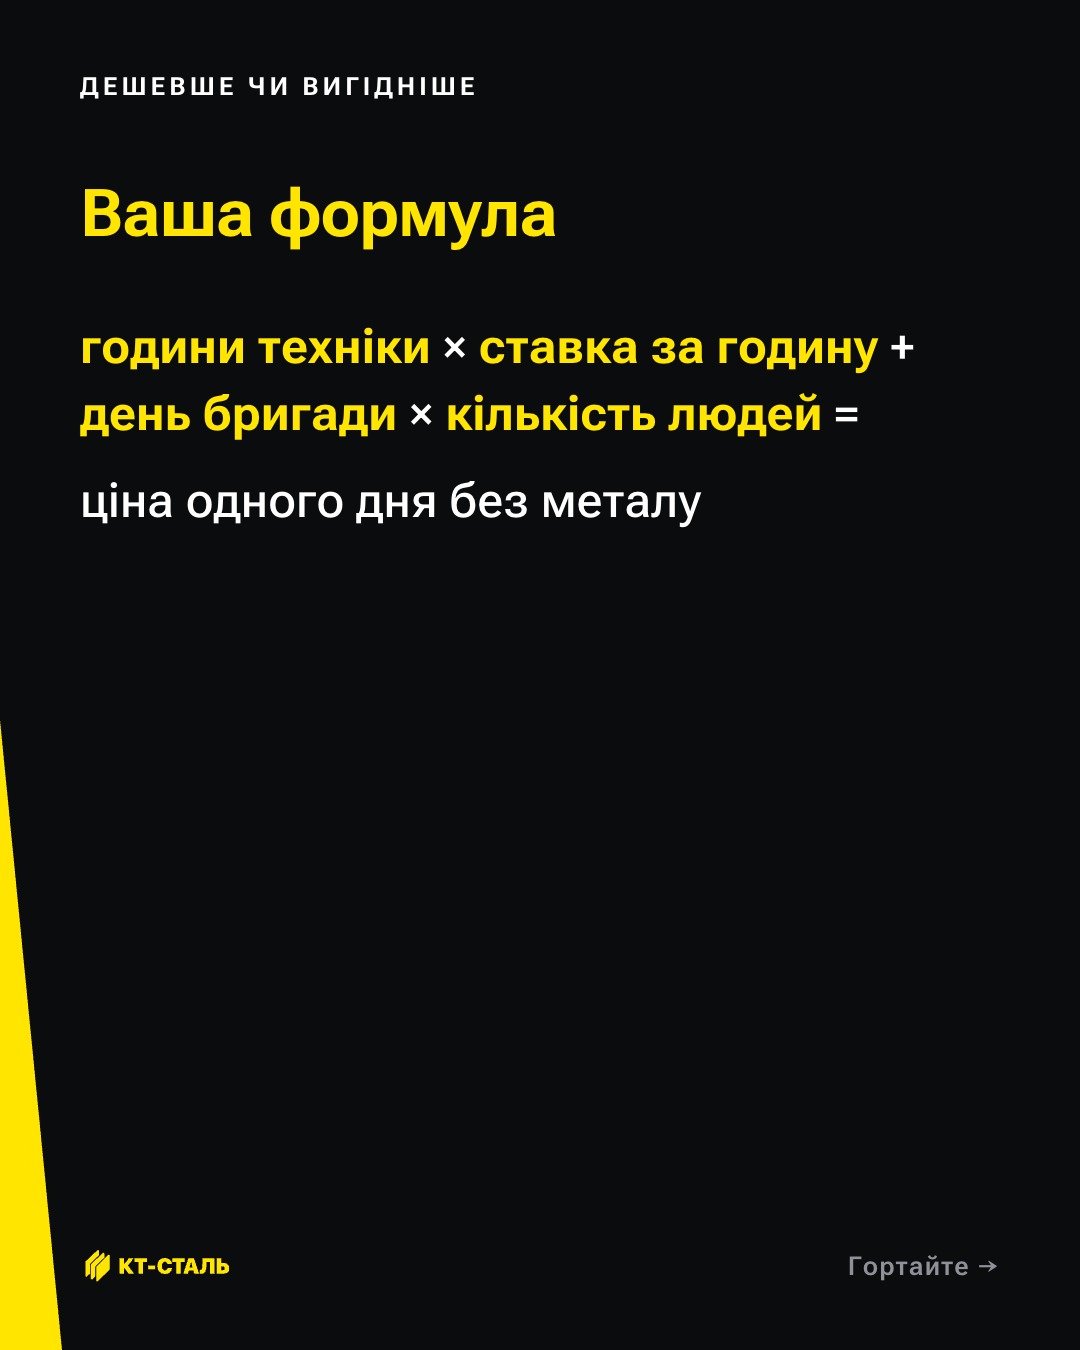 ДЕШЕВШЕ ЧИ ВИГІДНІШЕ
Ваша формула
години техніки × ставка за годину +
день бригади × кількість людей =
ціна одного дня без металу
КТ-СТАЛЬ
Гортайте →